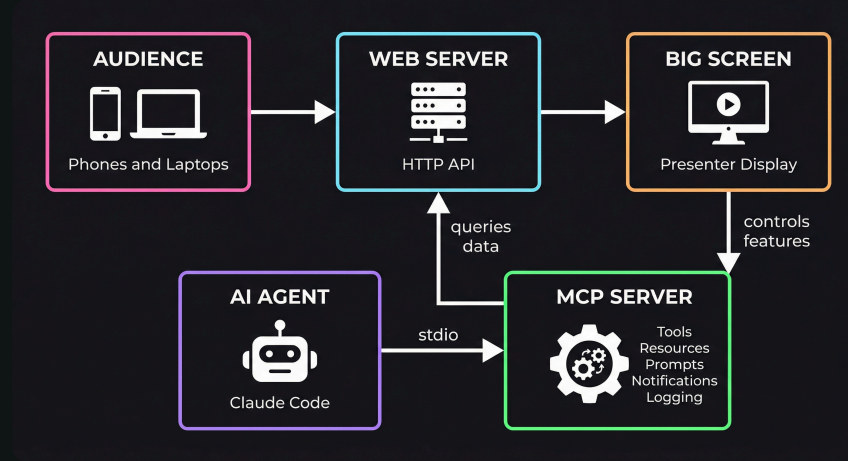 AUDIENCE
Phones and Laptops
WEB SERVER
HTTP API
BIG SCREEN
Presenter Display
queries
data
controls
features
AI AGENT
Claude Code
stdio
MCP SERVER
Tools
Resources
Prompts
Notifications
Logging